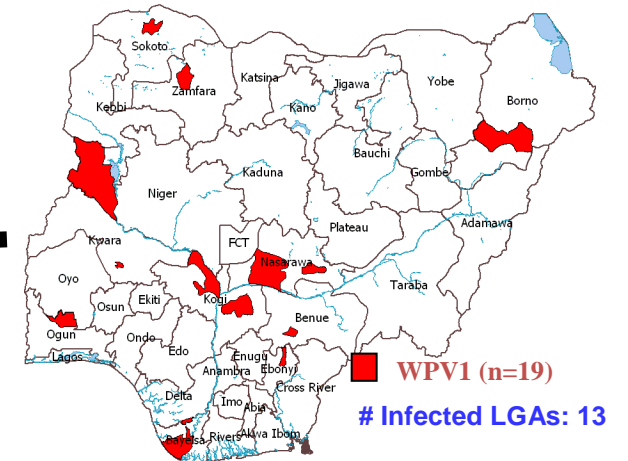 Sokoto
Katsina
Zamfara
Jigawa
Yobe
Borno
Kebbi
Kano
Bauchi
Gombe
Kaduna
Niger
Plateau
Adamawa
FCT
Kwara
Nasarawa
Oyo
Taraba
Osun
Ekiti
Kogi
Benue
Ogun
Ondo
Lagos
Edo
Enugu
Anambra
Ebonyi
WPV1 (n=19)
Cross River
Delta
Imo
Abia
# Infected LGAs: 13
Bayelsa
Rivers
Akwa Ibom